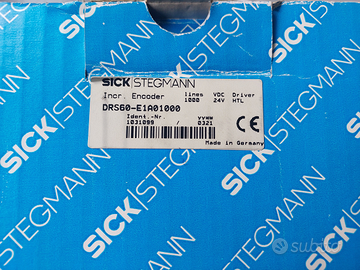 SICK|STEGMANN
SICK|STEGMANN
Incr. Encoder lines VDC Driver
1000 24V HTL
DRS60-E1A01000
Ident.-Nr. YYWW
1031099 / 0321
CE
Made in Germany
SICK|STEGMANN
SICK|STEGMANN
SICK|STEGMANN
subito